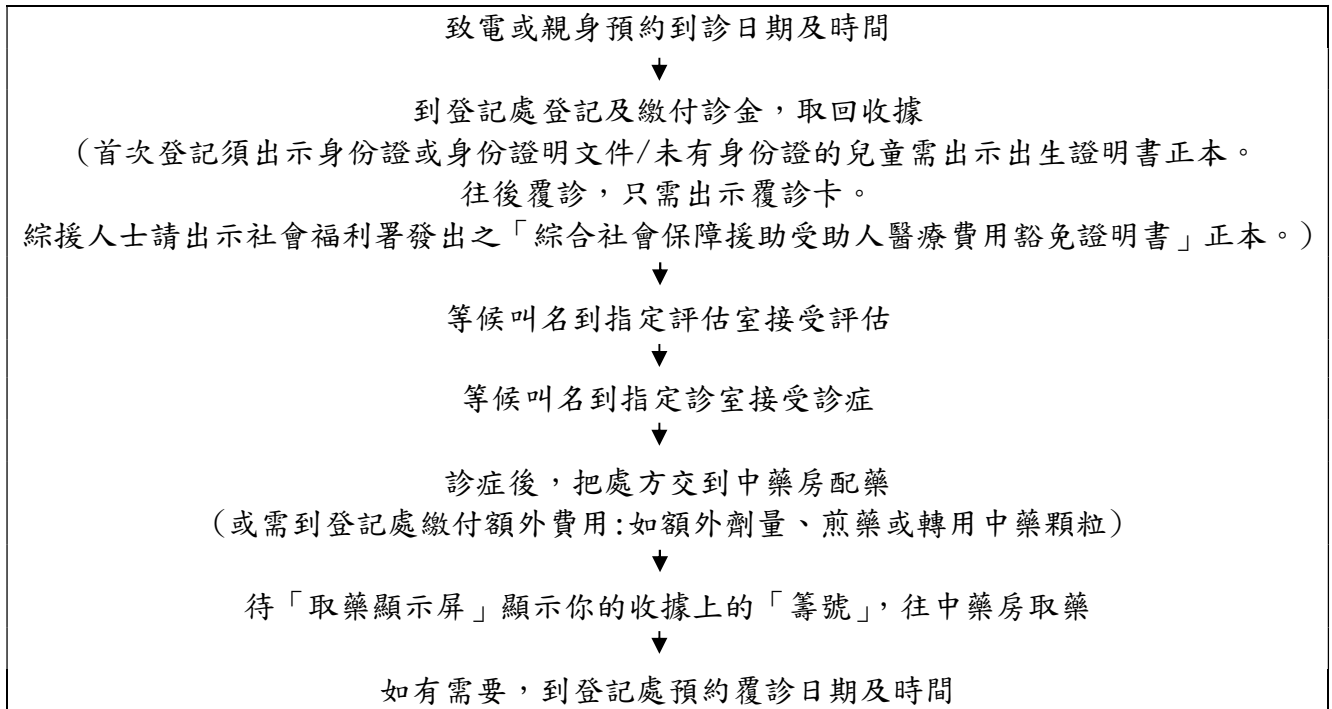 致電或親身預約到診日期及時間
到登記處登記及繳付診金，取回收據
（首次登記須出示身份證或身份證明文件/未有身份證的兒童需出示出生證明書正本。
往後覆診，只需出示覆診卡。
綜援人士請出示社會福利署發出之「綜合社會保障援助受助人醫療費用豁免證明書」正本。）
等候叫名到指定評估室接受評估
等候叫名到指定診室接受診症
診症後，把處方交到中藥房配藥
（或需到登記處繳付額外費用:如額外劑量、煎藥或轉用中藥顆粒）
待「取藥顯示屏」顯示你的收據上的「籌號」，往中藥房取藥
如有需要，到登記處預約覆診日期及時間